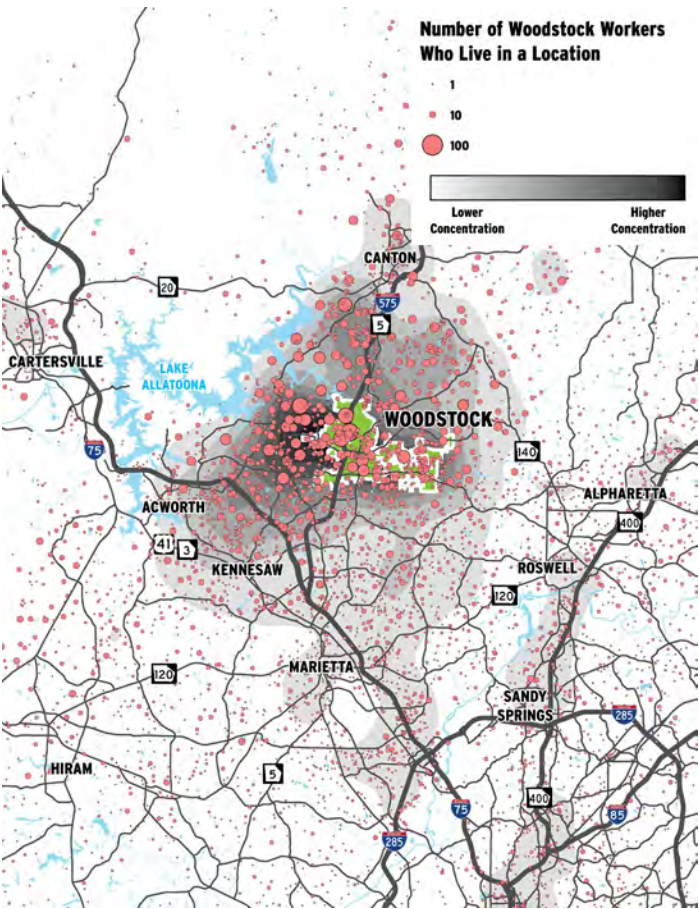 Number of Woodstock Workers
Who Live in a Location
1
10
100
Lower
Concentration
Higher
Concentration
CANTON
20
575
5
CARTERSVILLE
LAKE
ALLATOONA
WOODSTOCK
75
140
ACWORTH
ALPHARETTA
400
41
3
KENNESAW
ROSWELL
120
MARIETTA
120
SANDY
SPRINGS
285
HIRAM
5
400
75
85
285